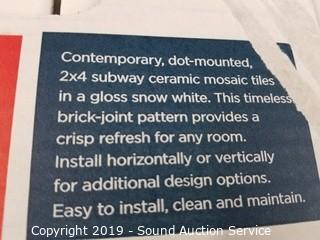 Contemporary, dot-mounted,
2x4 subway ceramic mosaic tiles
in a gloss snow white. This timeless
brick-joint pattern provides a
crisp refresh for any room.
Install horizontally or vertically
for additional design options.
Easy to install, clean and maintain.
Copyright 2019 - Sound Auction Service